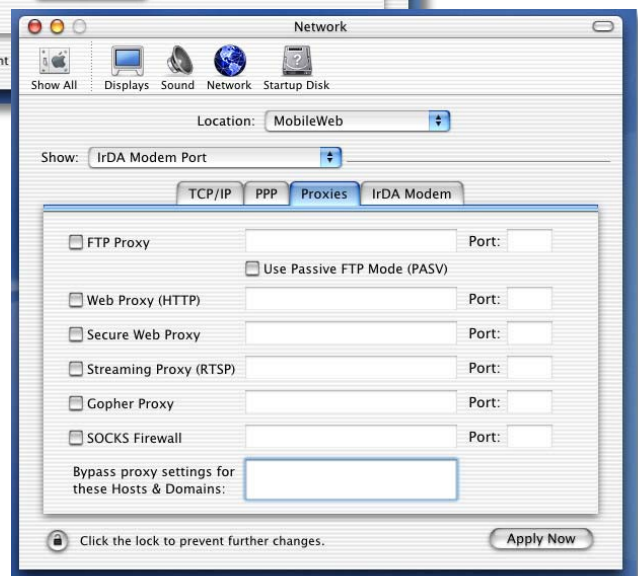 Network
nt
Show All Displays Sound Network Startup Disk
Location: MobileWeb
Show: IrDA Modem Port
TCP/IP PPP Proxies IrDA Modem
FTP Proxy Port:
Use Passive FTP Mode (PASV)
Web Proxy (HTTP) Port:
Secure Web Proxy Port:
Streaming Proxy (RTSP) Port:
Gopher Proxy Port:
SOCKS Firewall Port:
Bypass proxy settings for
these Hosts & Domains:
Click the lock to prevent further changes. Apply Now